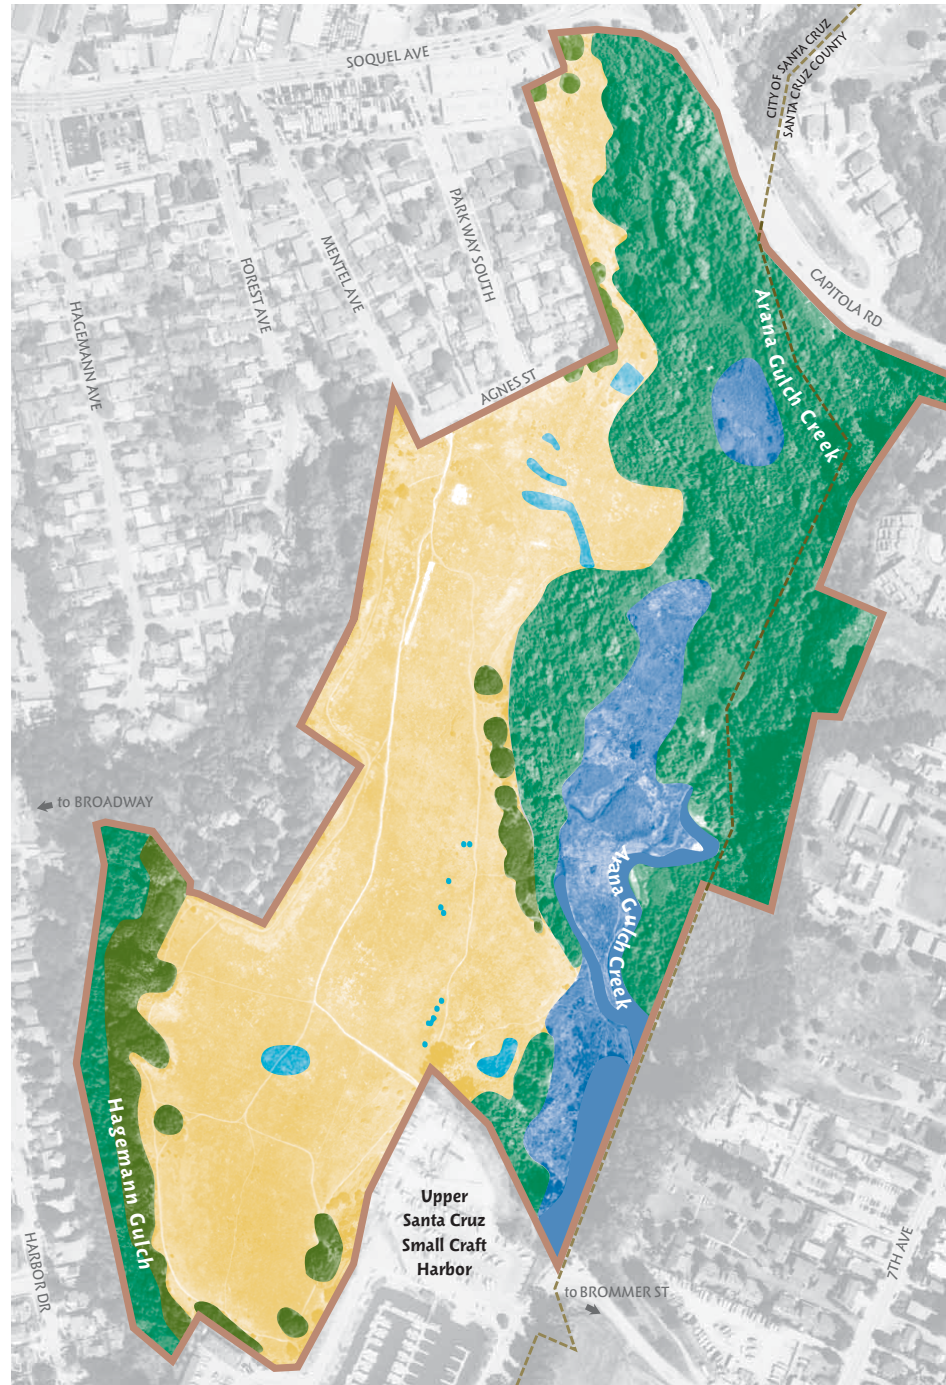 SOQUEL AVE
CITY OF SANTA CRUZ
SANTA CRUZ COUNTY
PARK WAY SOUTH
MENTEL AVE
FOREST AVE
HAGEMANN AVE
CAPITOLA RD
Arana Gulch Creek
AGNES ST
to BROADWAY
Arana Gulch Creek
Hagemann Gulch
Upper
Santa Cruz
Small Craft
Harbor
HARBOR DR
7TH AVE
to BROMMER ST